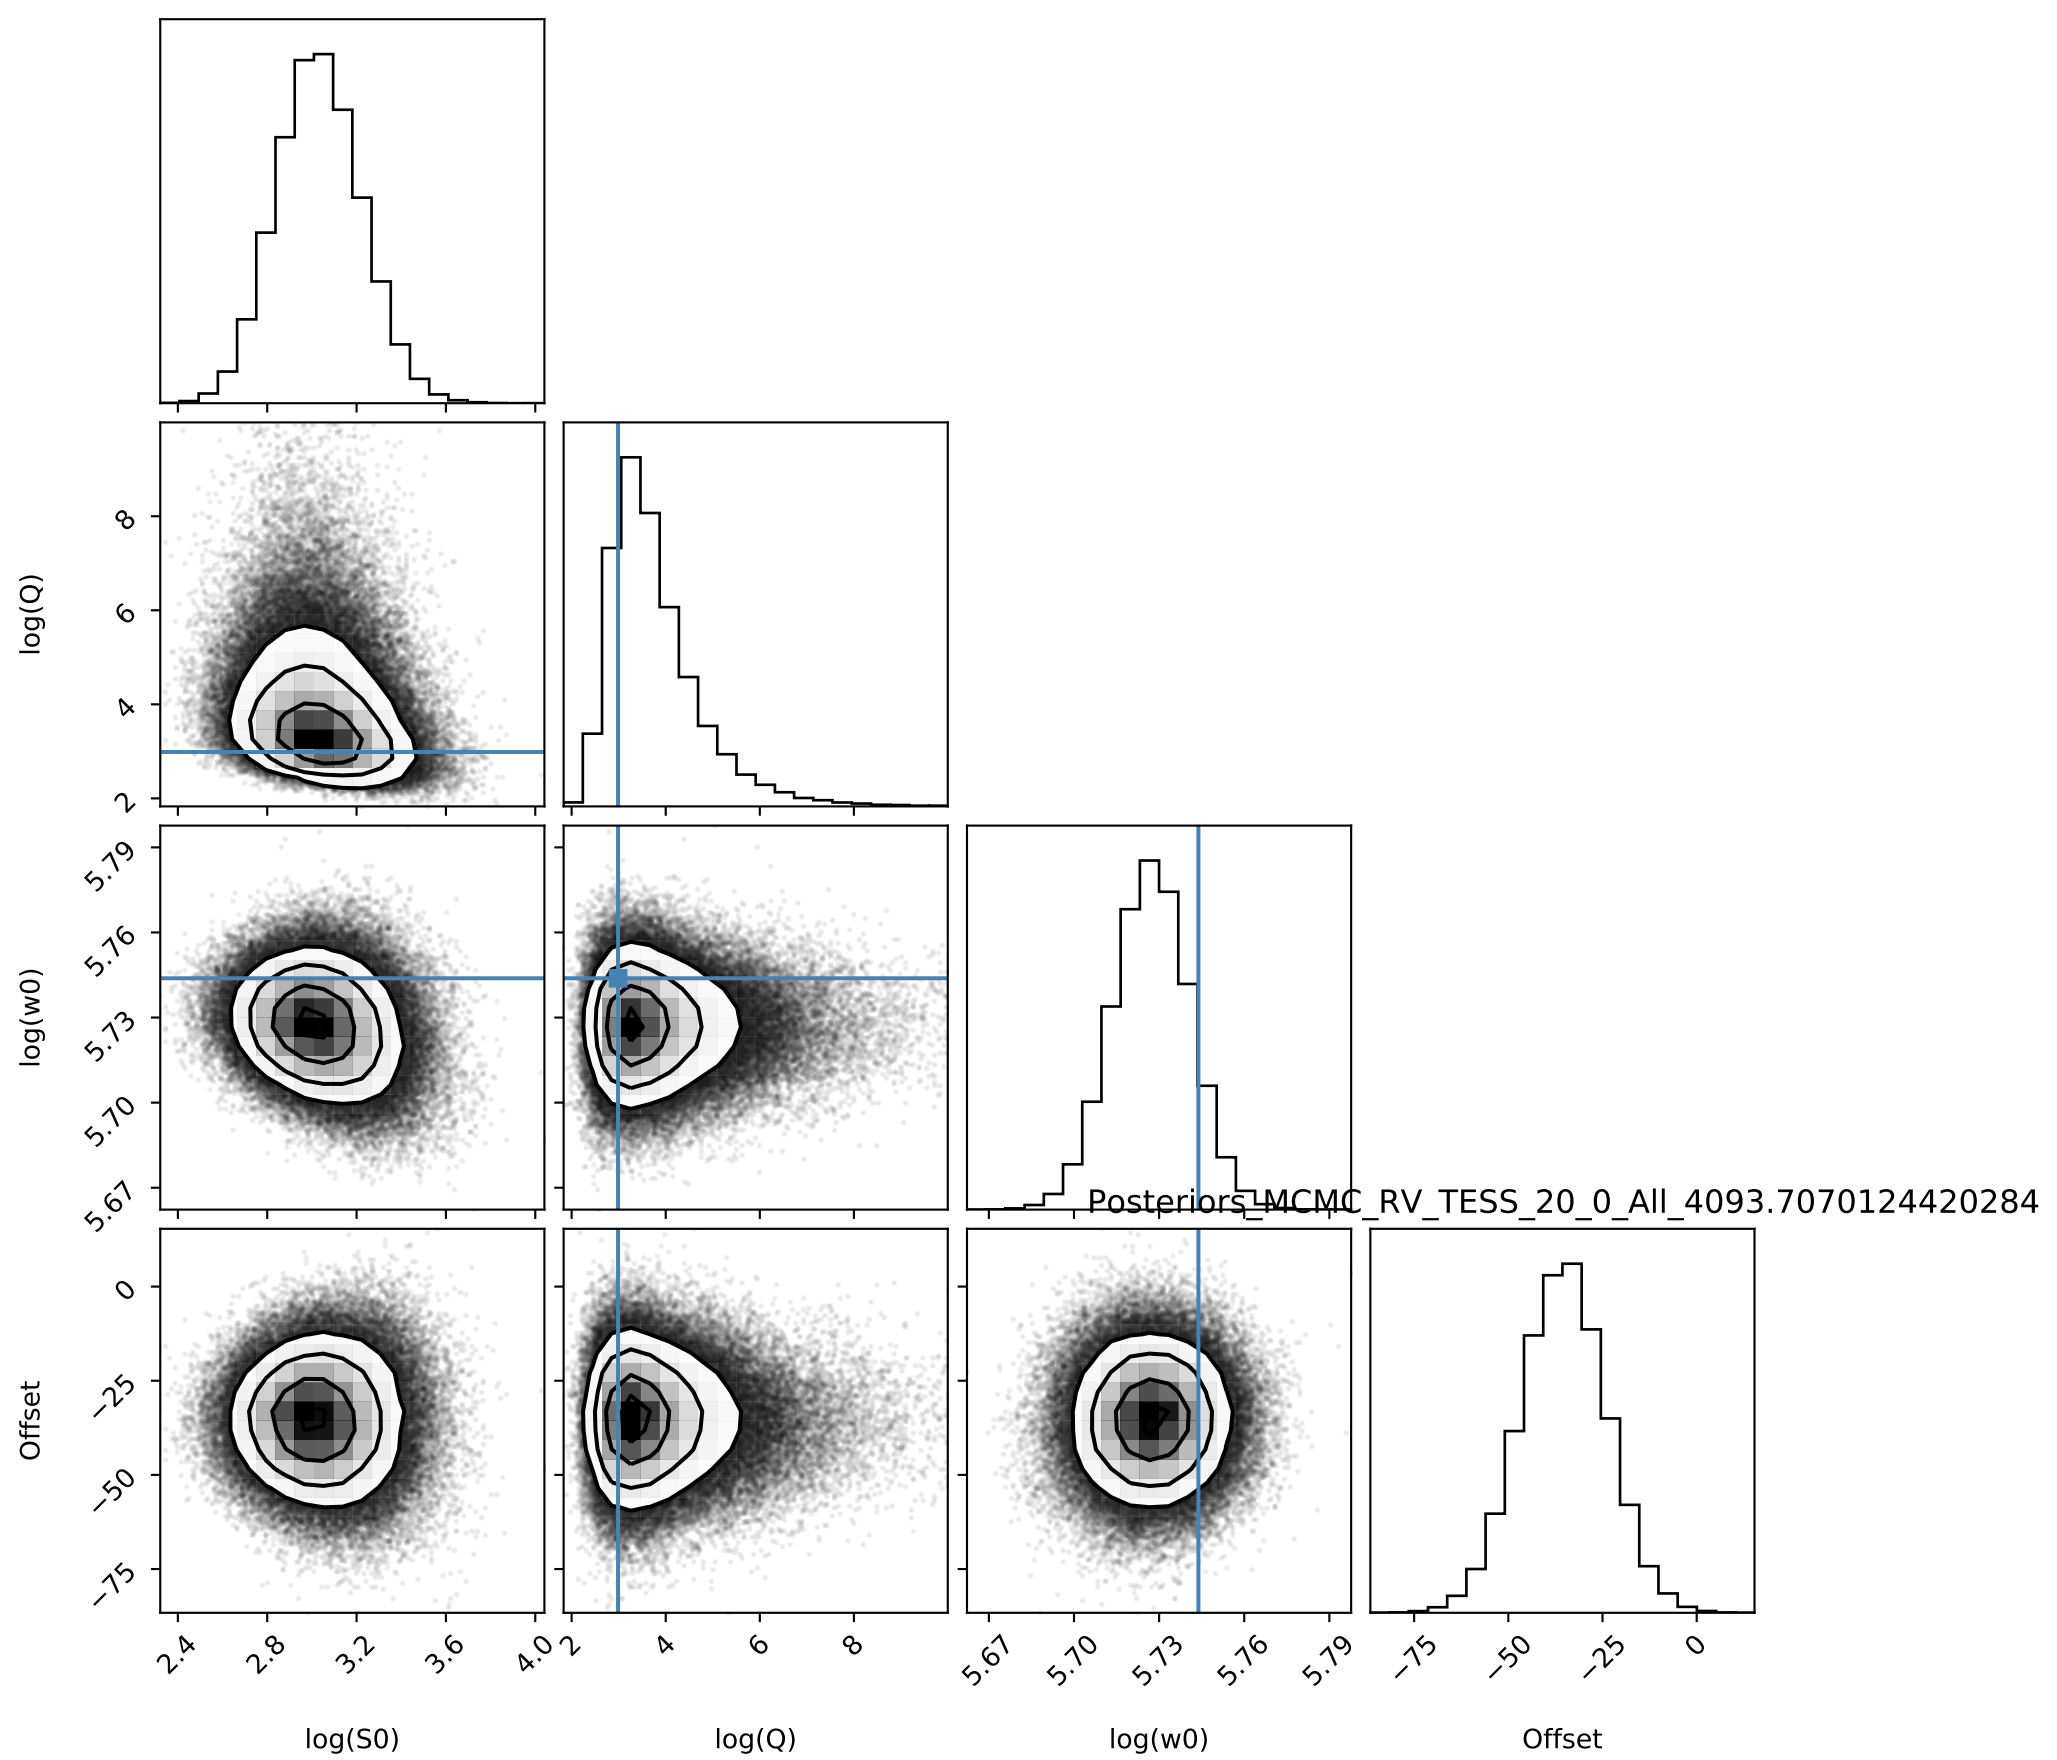 log(Q)
8
6
4
2
log(w0)
5.79
5.76
5.73
5.70
5.67
Posteriors_MCMC_RV_TESS_20_0_All_4093.7070124420284
Offset
0
−25
−50
−75
2.4 2.8 3.2 3.6 4.0 2 4 6 8 5.67 5.70 5.73 5.76 5.79 −75 −50 −25 0
log(S0) log(Q) log(w0) Offset